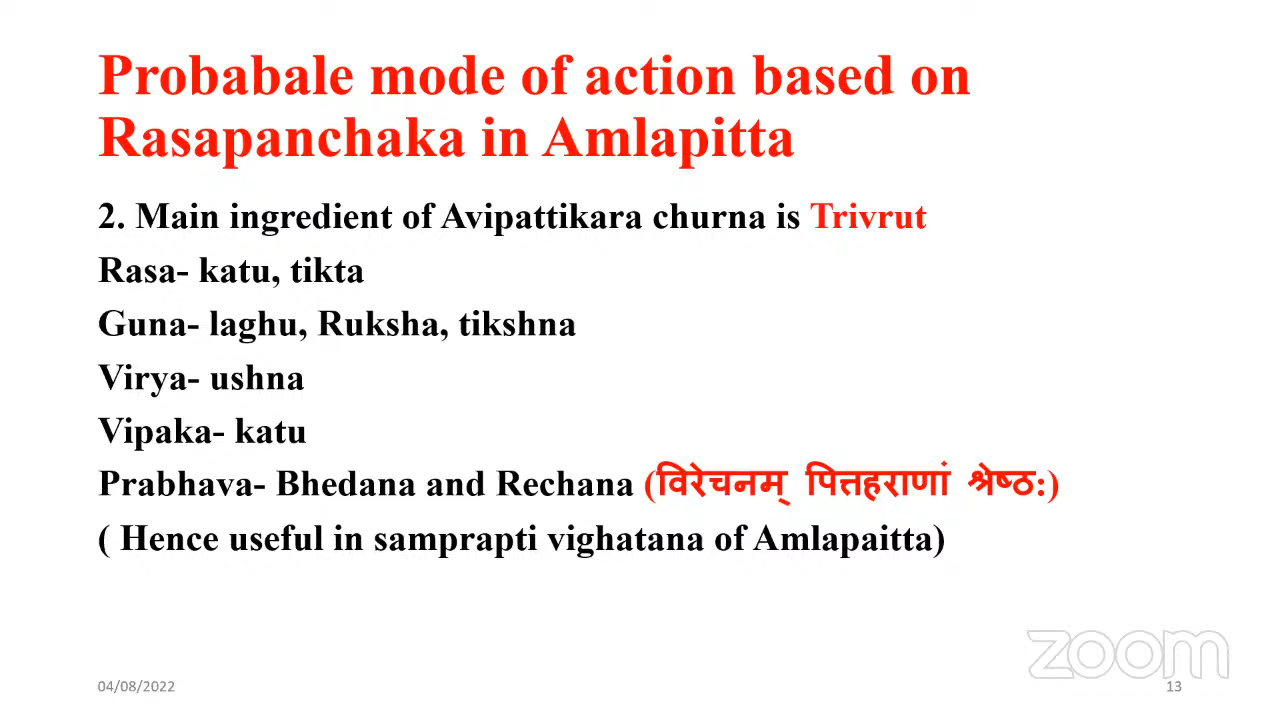 Probabale mode of action based on
Rasapanchaka in Amlapitta
2. Main ingredient of Avipattikara churna is Trivrut
Rasa- katu, tikta
Guna- laghu, Ruksha, tikshna
Virya- ushna
Vipaka- katu
Prabhava- Bhedana and Rechana (विरेचनम् पित्तहराणां श्रेष्ठ:)
( Hence useful in samprapti vighatana of Amlapaitta)
zoom
04/08/2022
13